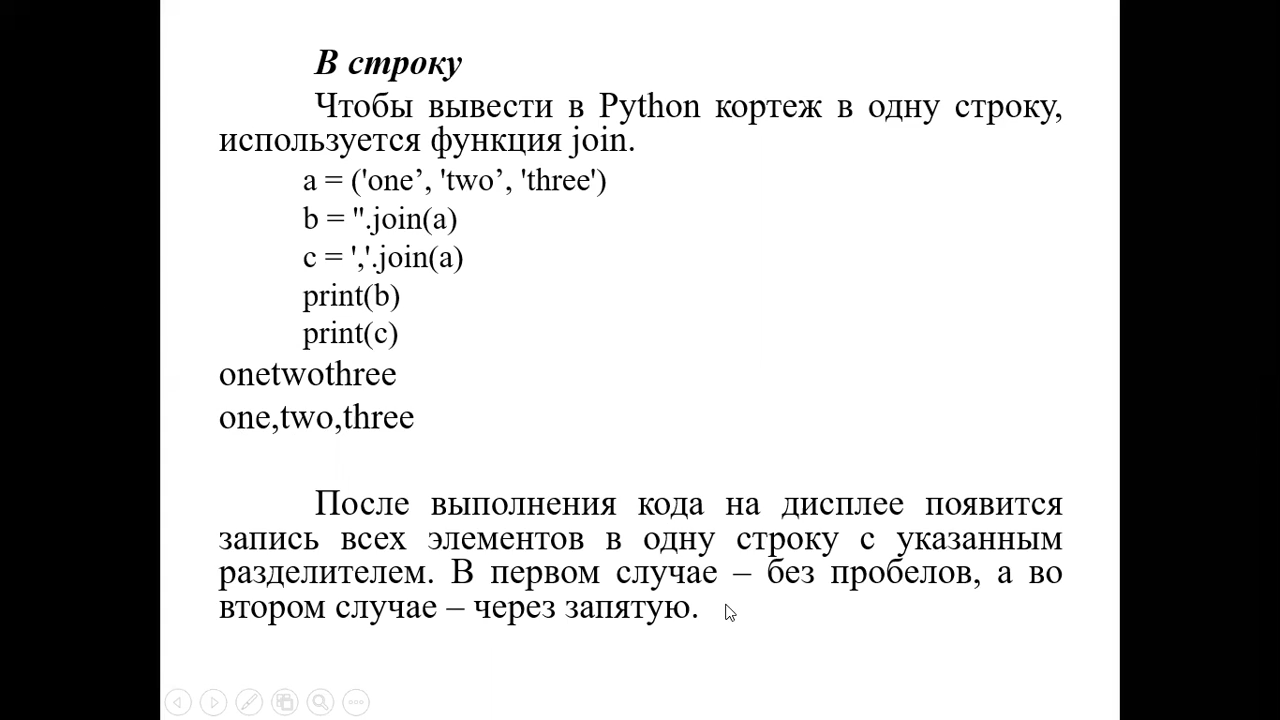 В строку
Чтобы вывести в Python кортеж в одну строку,
используется функция join.
a = ('one’, 'two’, 'three')
b = ''.join(a)
c = ','.join(a)
print(b)
print(c)
onetwothree
one,two,three
После выполнения кода на дисплее появится
запись всех элементов в одну строку с указанным
разделителем. В первом случае – без пробелов, а во
втором случае – через запятую.